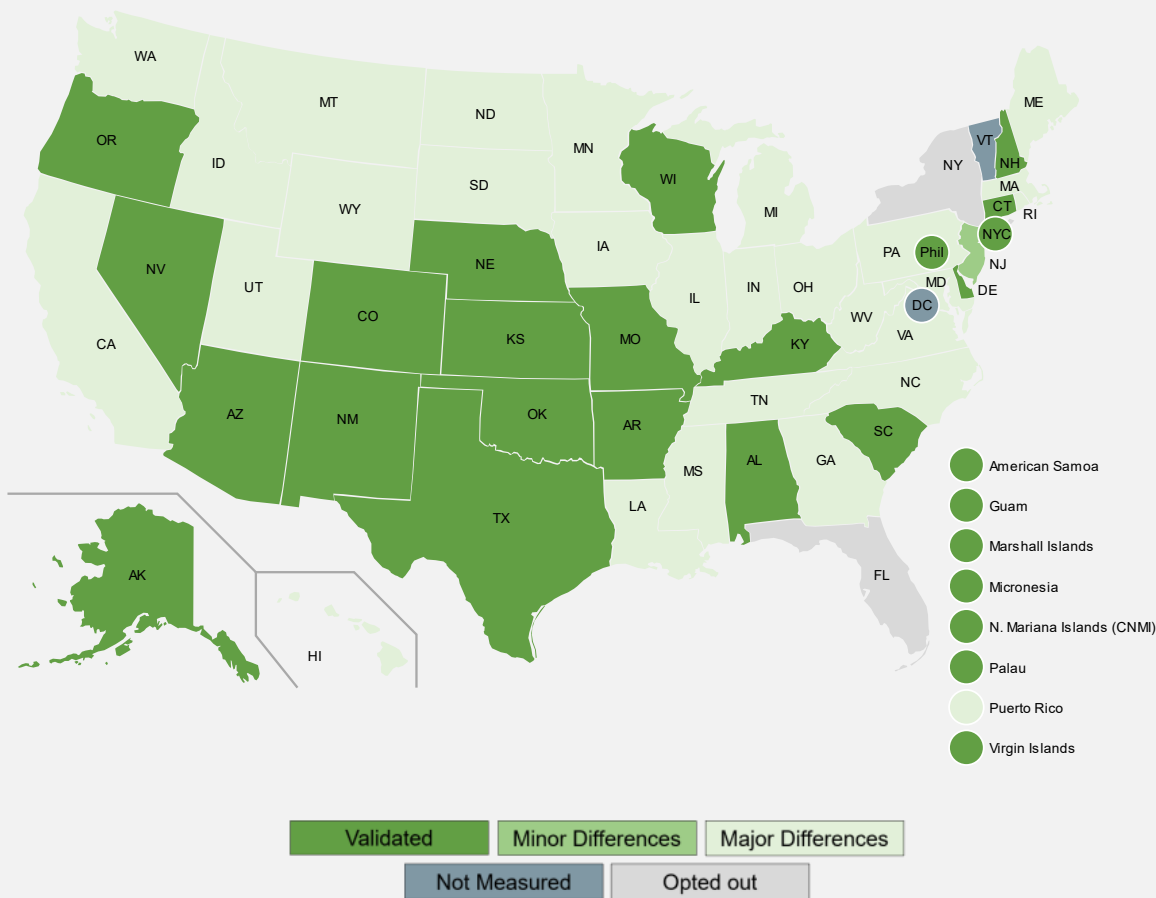 WA
MT
ND
MN
ME
OR
ID
SD
WI
NY
VT
NH
WY
MI
MA
CT
RI
NV
UT
NE
IA
PA
Phil
NYC
NJ
CA
CO
KS
MO
IL
IN
OH
MD
DE
DC
WV
VA
KY
AZ
NM
OK
AR
TN
NC
SC
MS
AL
GA
TX
LA
FL
AK
HI
American Samoa
Guam
Marshall Islands
Micronesia
N. Mariana Islands (CNMI)
Palau
Puerto Rico
Virgin Islands
Validated
Minor Differences
Major Differences
Not Measured
Opted out